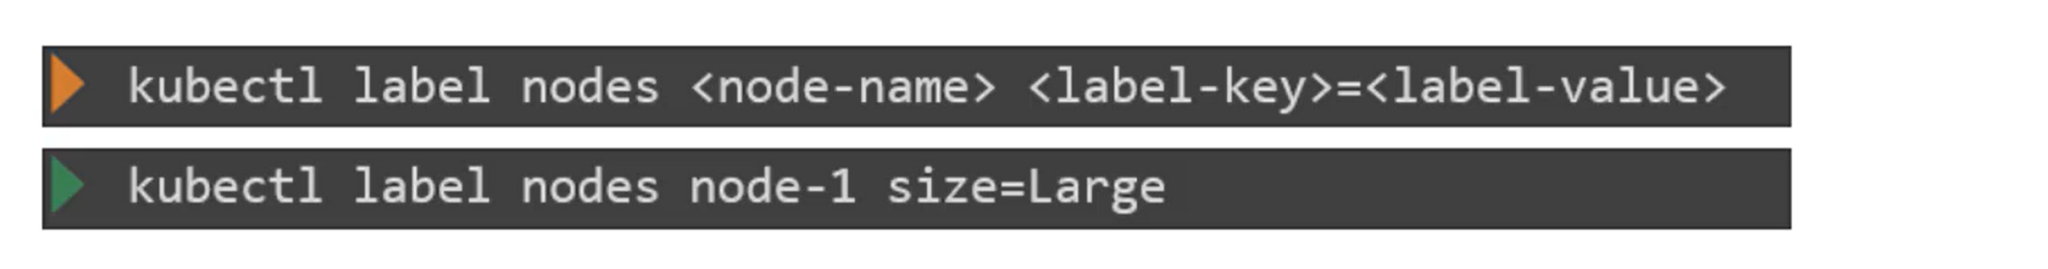 kubectl label nodes <node-name> <label-key>=<label-value>
kubectl label nodes node-1 size=Large